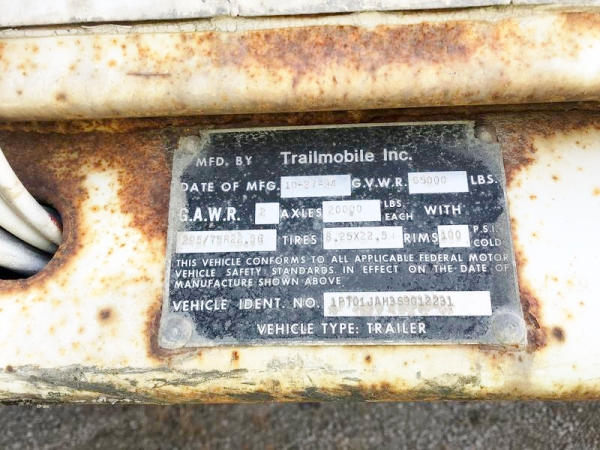 MFD. BY Trailmobile Inc.
DATE OF MFG. 10-27-94 G.V.W.R. 65000 LBS.
G.A.W.R. 2 AXLES 20000 LBS. EACH WITH
295/75R22.5G TIRES 8.25X22.5 RIMS 100 P.S.I. COLD
THIS VEHICLE CONFORMS TO ALL APPLICABLE FEDERAL MOTOR
VEHICLE SAFETY STANDARDS IN EFFECT ON THE DATE OF
MANUFACTURE SHOWN ABOVE
VEHICLE IDENT. NO. 1PT01JAH3S9012231
VEHICLE TYPE: TRAILER